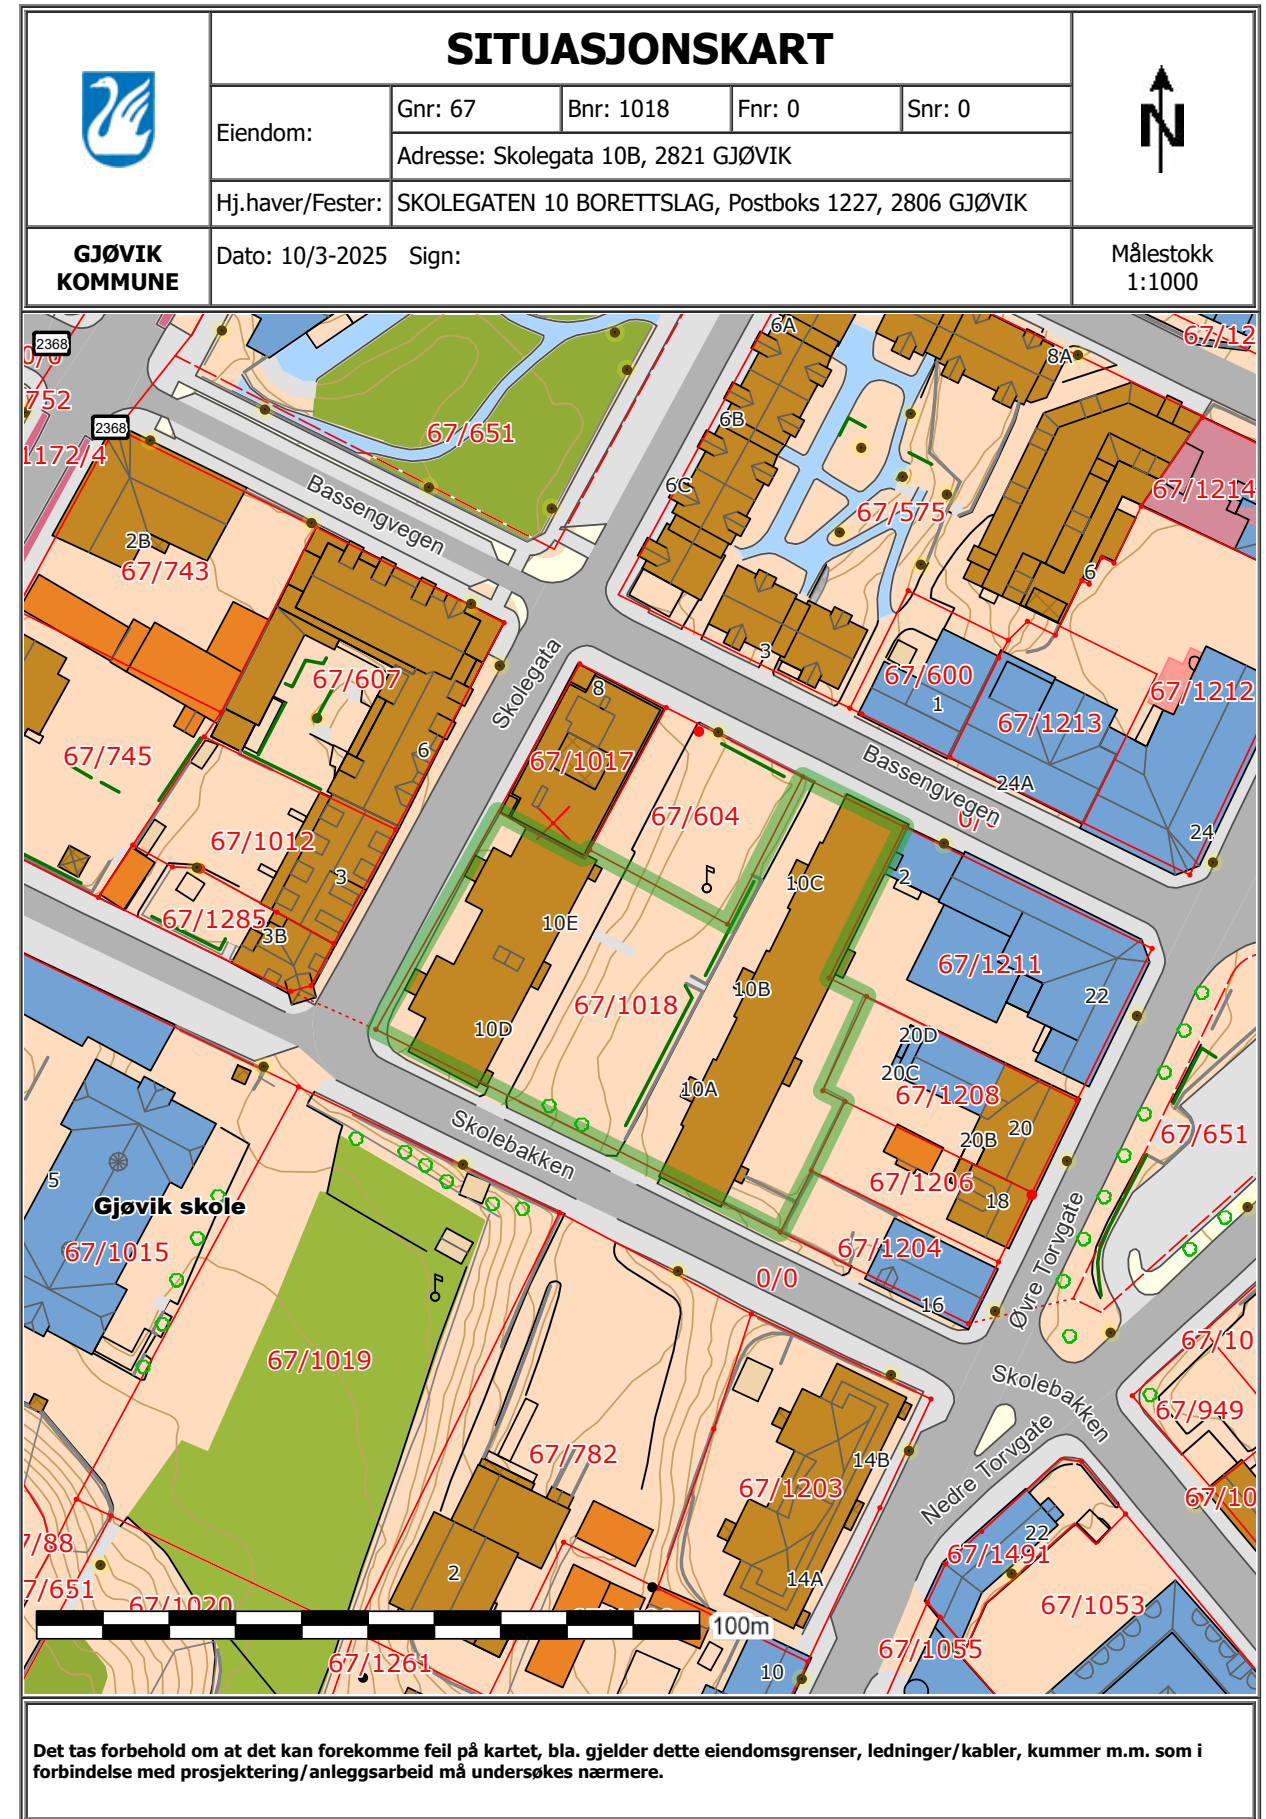 SITUASJONSKART
Eiendom:
Gnr: 67
Bnr: 1018
Fnr: 0
Snr: 0
Adresse: Skolegata 10B, 2821 GJØVIK
Hj.haver/Fester:
SKOLEGATEN 10 BORETTSLAG, Postboks 1227, 2806 GJØVIK
N
GJØVIK
KOMMUNE
Dato: 10/3-2025 Sign:
Målestokk
1:1000
2368
6A
67/12
8A
752
2368
6B
67/651
1172/4
6C
67/1214
Bassengvegen
67/575
2B
67/743
6
Skolegata
3
67/607
8
67/600
1
67/1212
67/1213
6
67/745
67/1017
Bassengvegen
24A
67/604
0/0
24
67/1012
3
10C
2
67/1285
3B
10E
67/1211
10B
22
67/1018
10D
20D
20C
67/1208
10A
20
Skolebakken
20B
67/651
5
67/1206
Gjøvik skole
18
67/1015
67/1204
0/0
Øvre Torvgate
16
67/10
67/1019
Skolebakken
67/949
67/782
14B
67/1203
Nedre Torvgate
67/10
7/88
22
67/1491
2
14A
7/651
67/1020
67/1053
100m
67/1055
67/1261
10
Det tas forbehold om at det kan forekomme feil på kartet, bla. gjelder dette eiendomsgrenser, ledninger/kabler, kummer m.m. som i
forbindelse med prosjektering/anleggsarbeid må undersøkes nærmere.